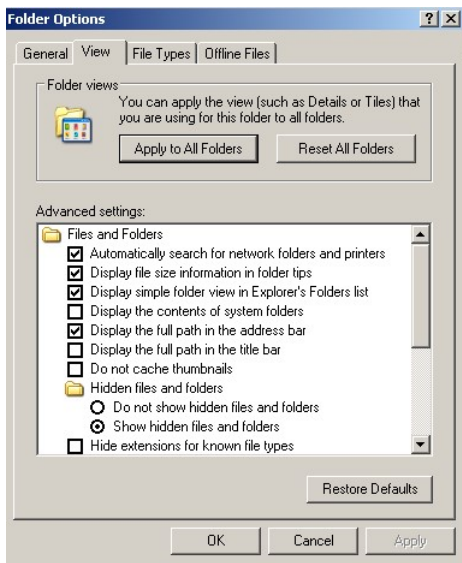 Folder Options
General View File Types Offline Files
Folder views
You can apply the view (such as Details or Tiles) that
you are using for this folder to all folders.
Apply to All Folders Reset All Folders
Advanced settings:
Files and Folders
Automatically search for network folders and printers
Display file size information in folder tips
Display simple folder view in Explorer's Folders list
Display the contents of system folders
Display the full path in the address bar
Display the full path in the title bar
Do not cache thumbnails
Hidden files and folders
Do not show hidden files and folders
Show hidden files and folders
Hide extensions for known file types
Restore Defaults
OK Cancel Apply